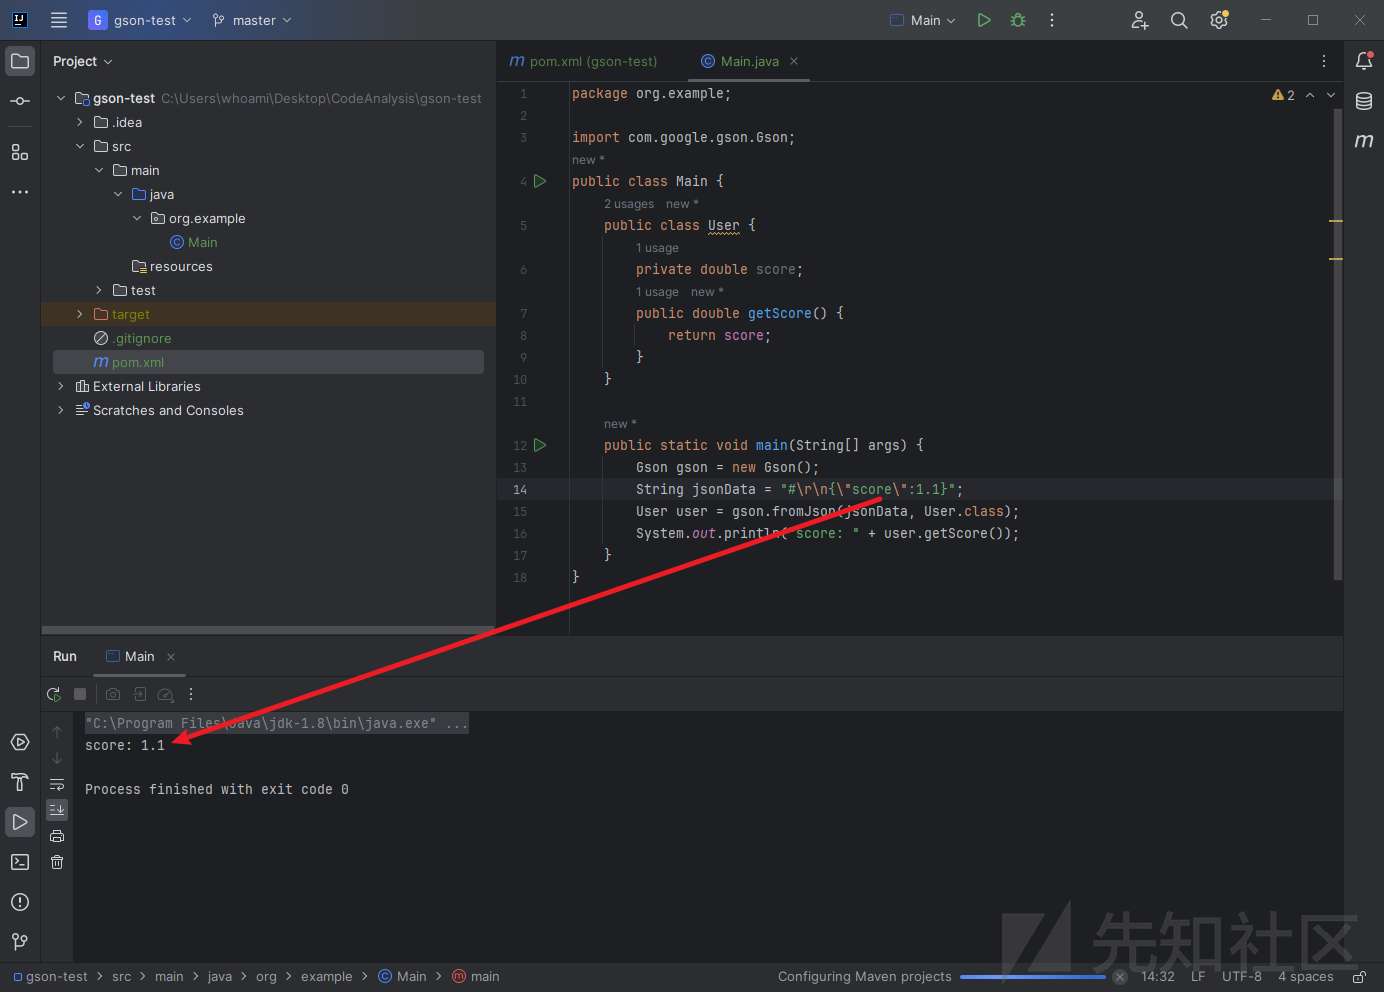 gson-test
master
Main
Project
pom.xml (gson-test)
Main.java
gson-test C:\Users\whoami\Desktop\CodeAnalysis\gson-test
.idea
src
main
java
org.example
Main
resources
test
target
.gitignore
pom.xml
External Libraries
Scratches and Consoles
2
1 package org.example;
2
3 import com.google.gson.Gson;
new *
4 public class Main {
2 usages new *
5 public class User {
1 usage
6 private double score;
1 usage new *
7 public double getScore() {
8 return score;
9 }
10 }
11
new *
12 public static void main(String[] args) {
13 Gson gson = new Gson();
14 String jsonData = "#\r\n{\"score\":1.1}";
15 User user = gson.fromJson(jsonData, User.class);
16 System.out.println("score: " + user.getScore());
17 }
18 }
Run
Main
"C:\Program Files\Java\jdk-1.8\bin\java.exe" ...
score: 1.1
Process finished with exit code 0
先知社区
gson-test > src > main > java > org > example > Main > main
Configuring Maven projects
14:32 LF UTF-8 4 spaces